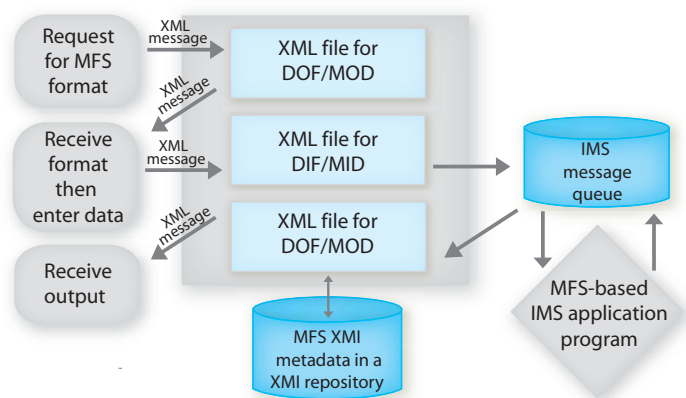 Request
for MFS
format
XML
message
XML file for
DOF/MOD
XML
message
Receive
format
then
enter data
XML
message
XML file for
DIF/MID
IMS
message
queue
XML
message
XML file for
DOF/MOD
Receive
output
MFS-based
IMS application
program
MFS XMI
metadata in a
XMI repository